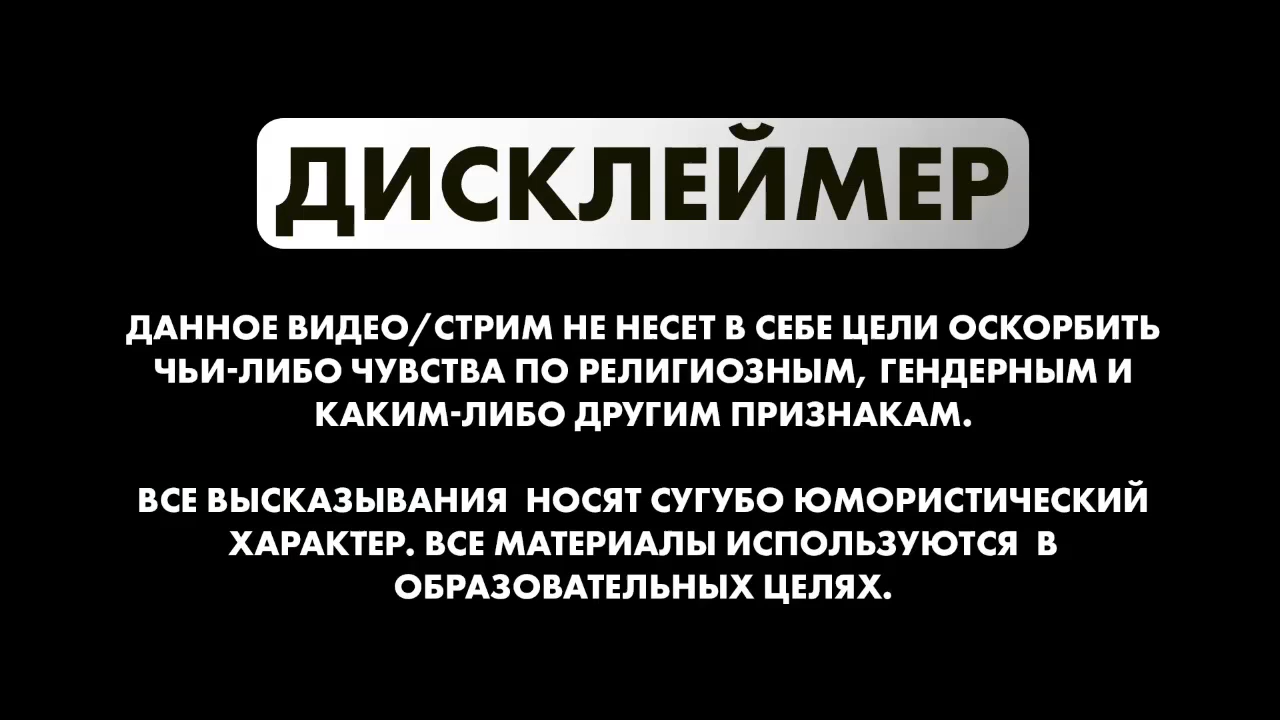 ДИСКЛЕЙМЕР
ДАННОЕ ВИДЕО/СТРИМ НЕ НЕСЕТ В СЕБЕ ЦЕЛИ ОСКОРБИТЬ
ЧЬИ-ЛИБО ЧУВСТВА ПО РЕЛИГИОЗНЫМ, ГЕНДЕРНЫМ И
КАКИМ-ЛИБО ДРУГИМ ПРИЗНАКАМ.
ВСЕ ВЫСКАЗЫВАНИЯ НОСЯТ СУГУБО ЮМОРИСТИЧЕСКИЙ
ХАРАКТЕР. ВСЕ МАТЕРИАЛЫ ИСПОЛЬЗУЮТСЯ В
ОБРАЗОВАТЕЛЬНЫХ ЦЕЛЯХ.